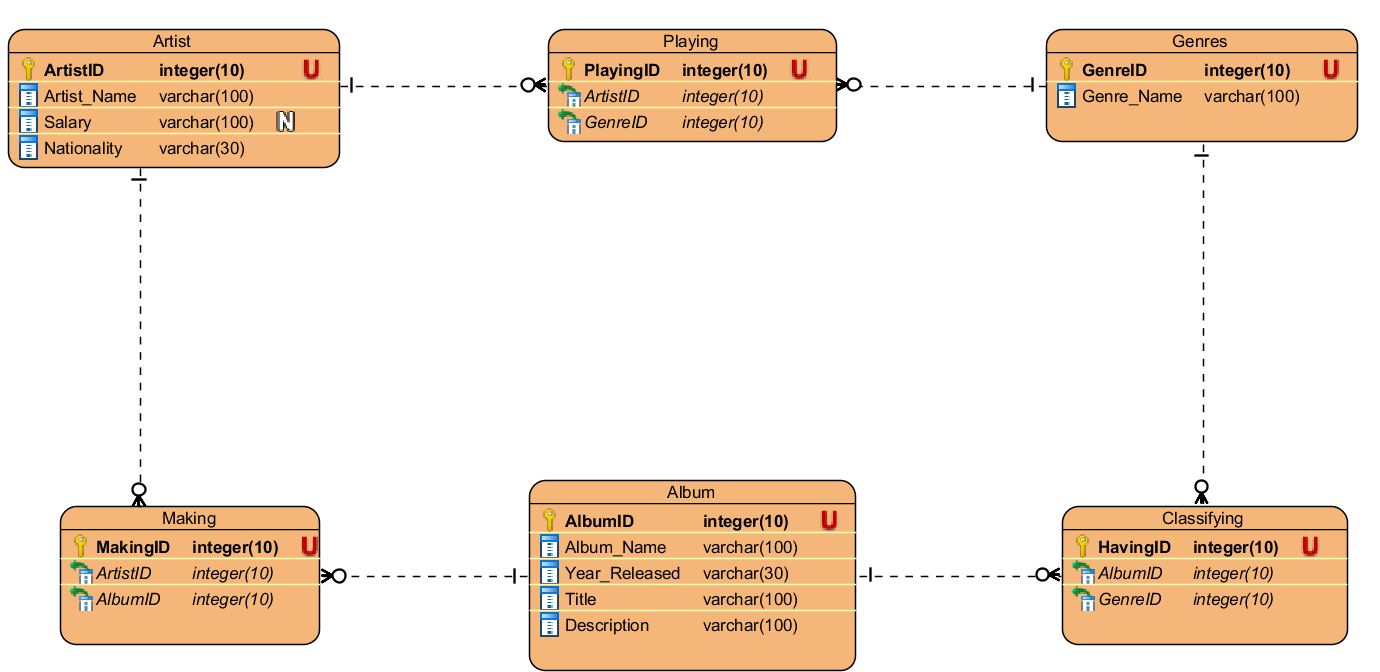 Artist
ArtistID integer(10) U
Artist_Name varchar(100)
Salary varchar(100) N
Nationality varchar(30)
Playing
PlayingID integer(10) U
ArtistID integer(10)
GenreID integer(10)
Genres
GenreID integer(10) U
Genre_Name varchar(100)
Making
MakingID integer(10) U
ArtistID integer(10)
AlbumID integer(10)
Album
AlbumID integer(10) U
Album_Name varchar(100)
Year_Released varchar(30)
Title varchar(100)
Description varchar(100)
Classifying
HavingID integer(10) U
AlbumID integer(10)
GenreID integer(10)